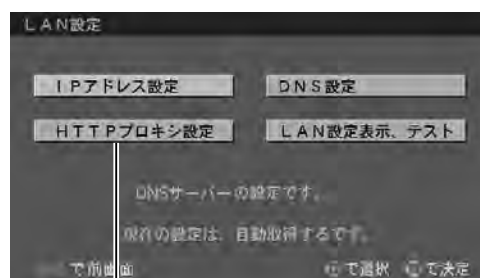 ＬＡＮ設定
ＩＰアドレス設定 ＤＮＳ設定
ＨＴＴＰプロキシ設定 ＬＡＮ設定表示、テスト
DNSサーバーの設定です。
現在の設定は、自動取得するです。
で前画面 で選択 で決定